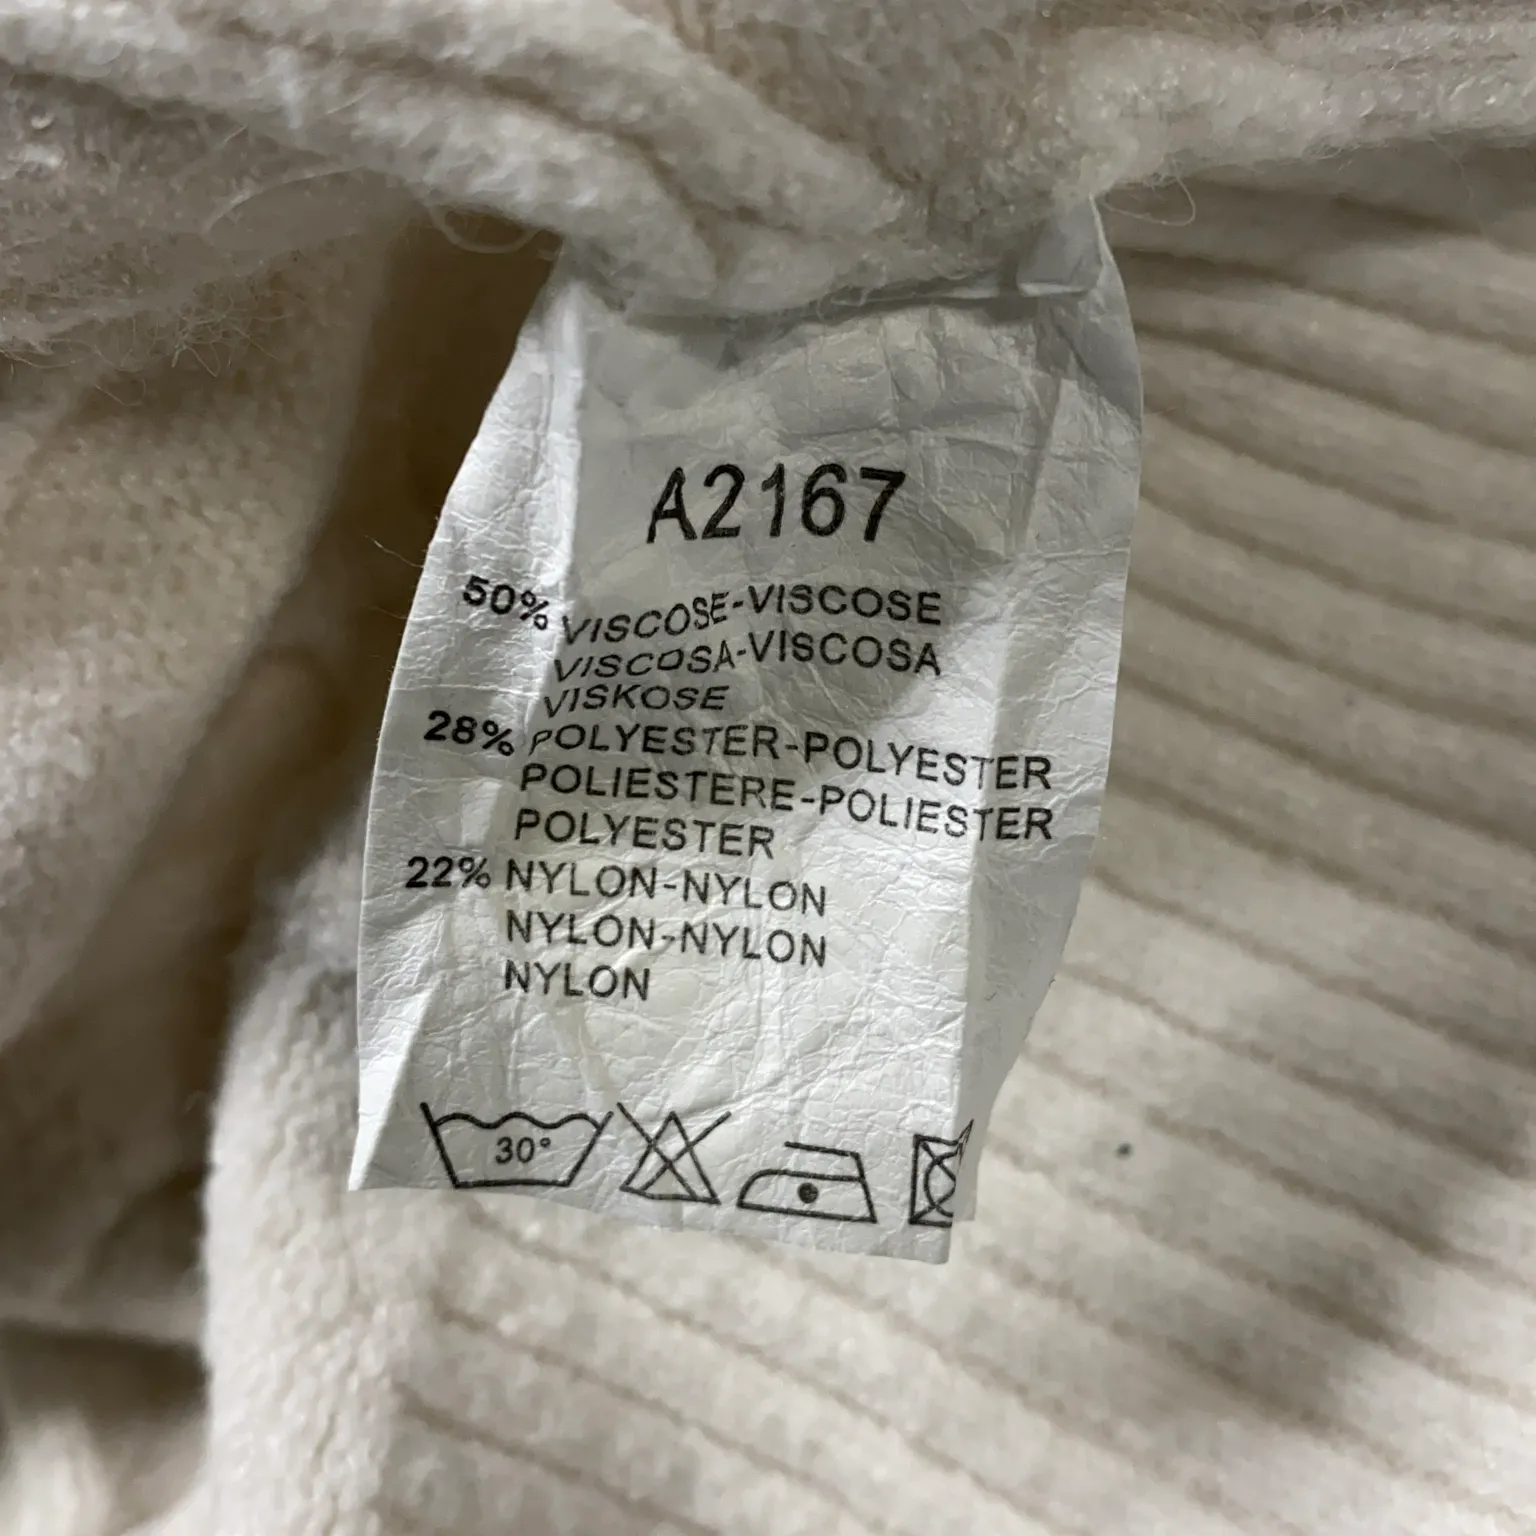 A2167
50% VISCOSE-VISCOSE
VISCOSA-VISCOSA
VISKOSE
28% POLYESTER-POLYESTER
POLIESTERE-POLIESTER
POLYESTER
22% NYLON-NYLON
NYLON-NYLON
NYLON
30°